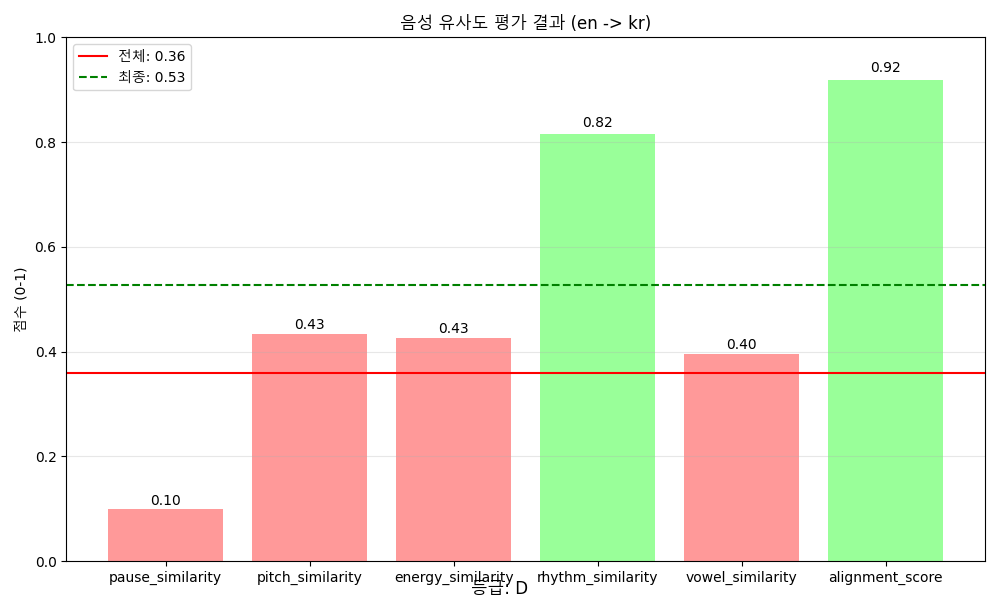 음성 유사도 평가 결과 (en -> kr)
전체: 0.36
최종: 0.53
점수 (0-1)
1.0
0.8
0.6
0.4
0.2
0.0
0.10
0.43
0.43
0.82
0.40
0.92
pause_similarity
pitch_similarity
energy_similarity
rhythm_similarity
vowel_similarity
alignment_score
등급: D